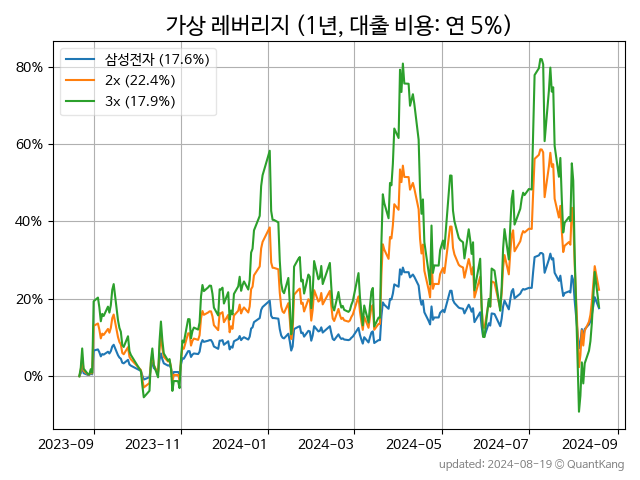 가상 레버리지 (1년, 대출 비용: 연 5%)
삼성전자 (17.6%)
2x (22.4%)
3x (17.9%)
80%
60%
40%
20%
0%
2023-09 2023-11 2024-01 2024-03 2024-05 2024-07 2024-09
updated: 2024-08-19 © QuantKang